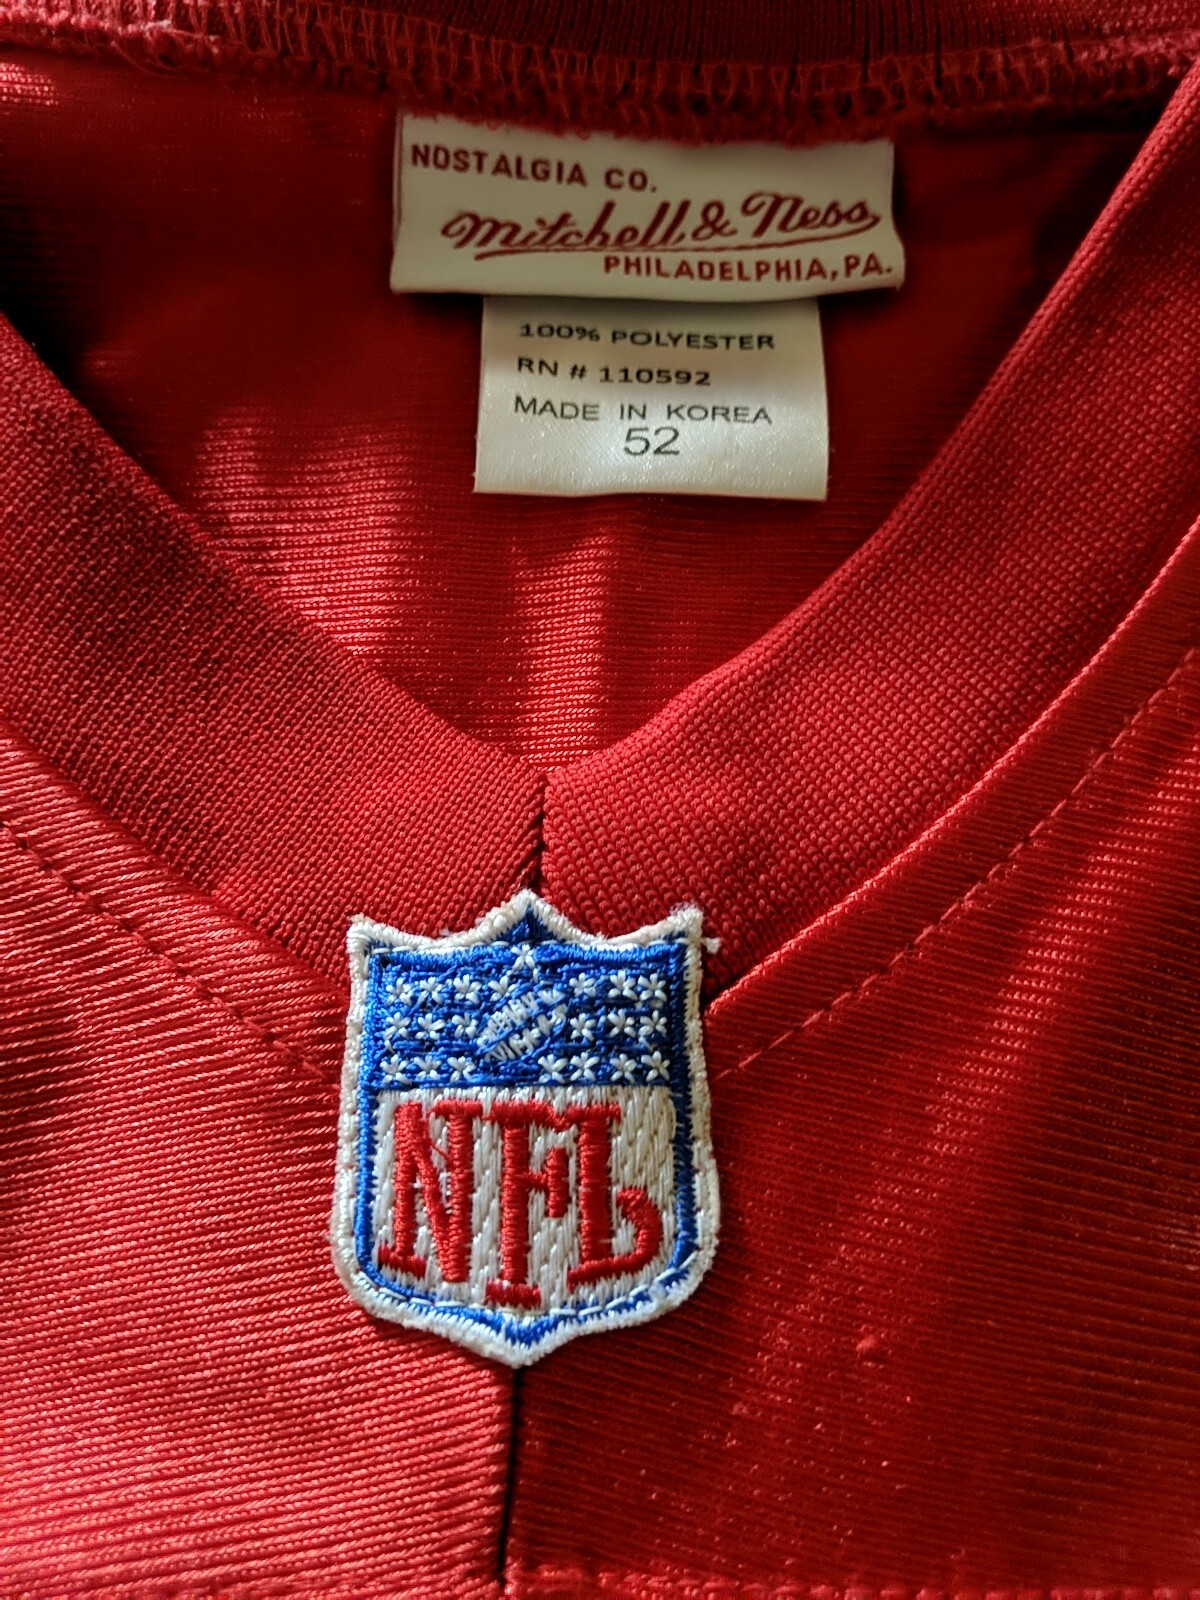 NOSTALGIA CO.
Mitchell & Ness
PHILADELPHIA, PA.
100% POLYESTER
RN # 110592
MADE IN KOREA
52
NFL